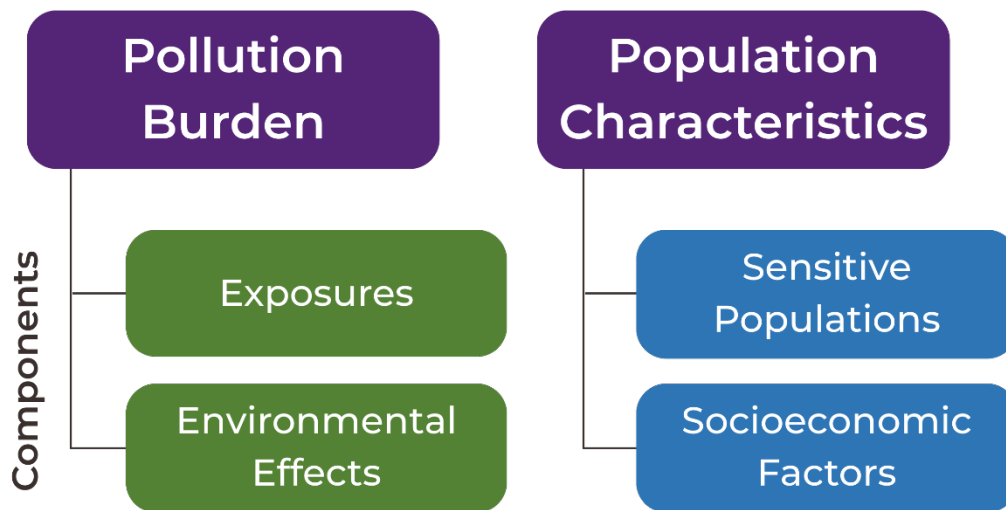 Pollution
Burden
Population
Characteristics
Components
Exposures
Sensitive
Populations
Environmental
Effects
Socioeconomic
Factors